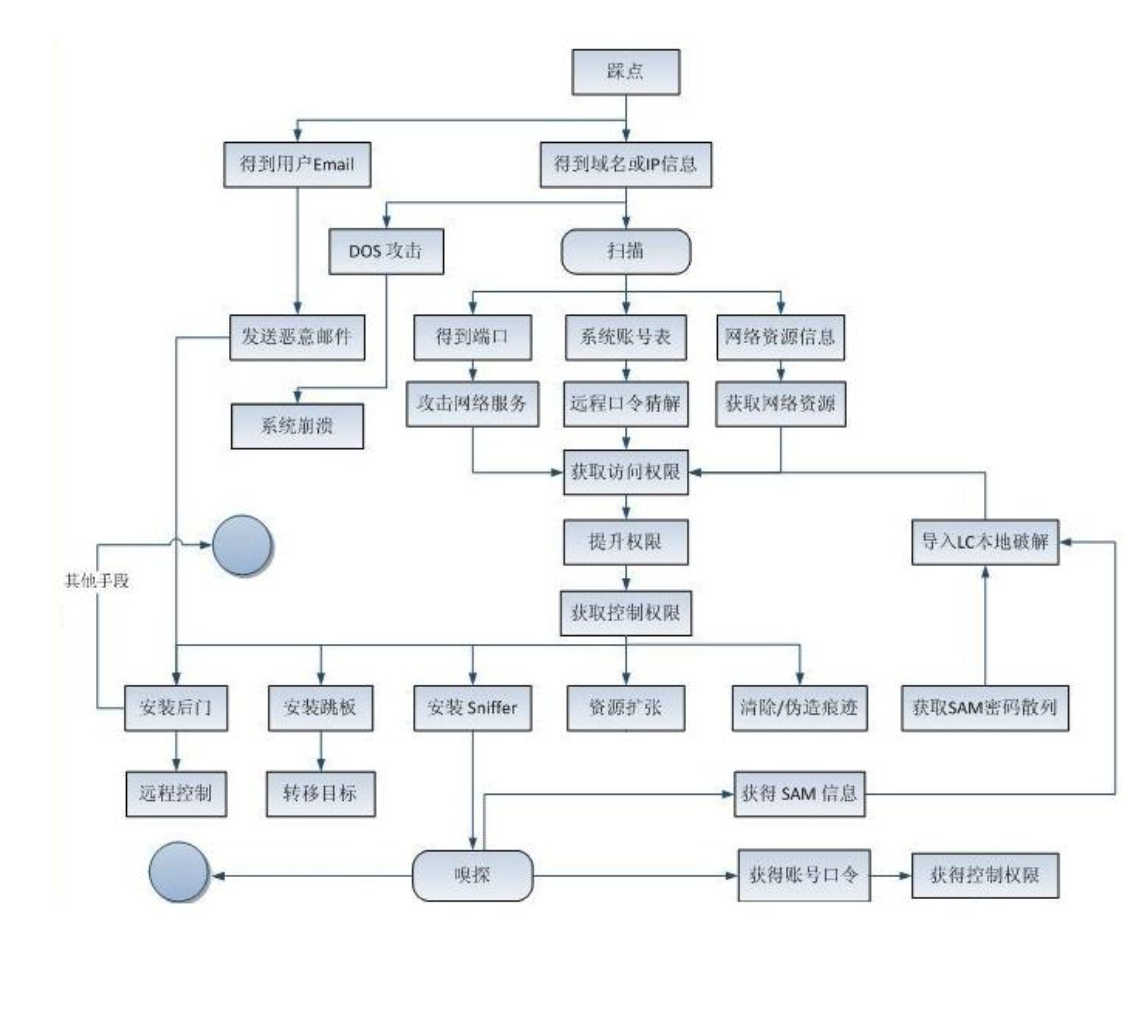 踩点
得到用户Email
得到域名或IP信息
DOS 攻击
扫描
发送恶意邮件
得到端口
系统账号表
网络资源信息
攻击网络服务
远程口令猜解
获取网络资源
系统崩溃
获取访问权限
提升权限
导入LC本地破解
其他手段
获取控制权限
安装后门
安装跳板
安装 Sniffer
资源扩张
清除/伪造痕迹
获取SAM密码散列
远程控制
转移目标
获得 SAM 信息
嗅探
获得账号口令
获得控制权限